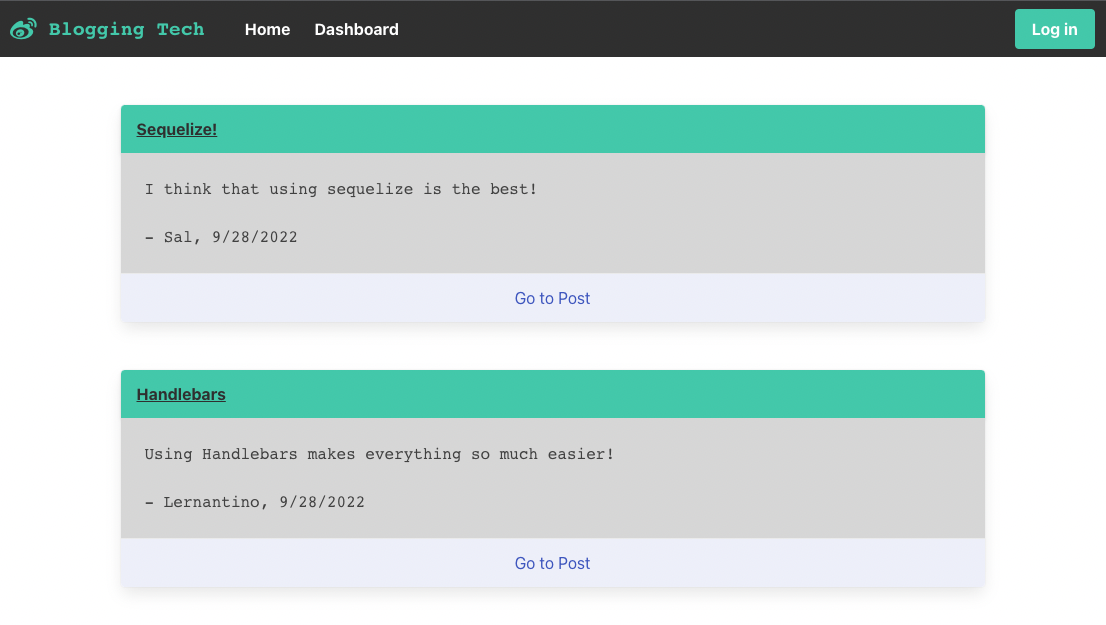 Blogging Tech Home Dashboard Log in
Sequelize!
I think that using sequelize is the best!
- Sal, 9/28/2022
Go to Post
Handlebars
Using Handlebars makes everything so much easier!
- Lernantino, 9/28/2022
Go to Post